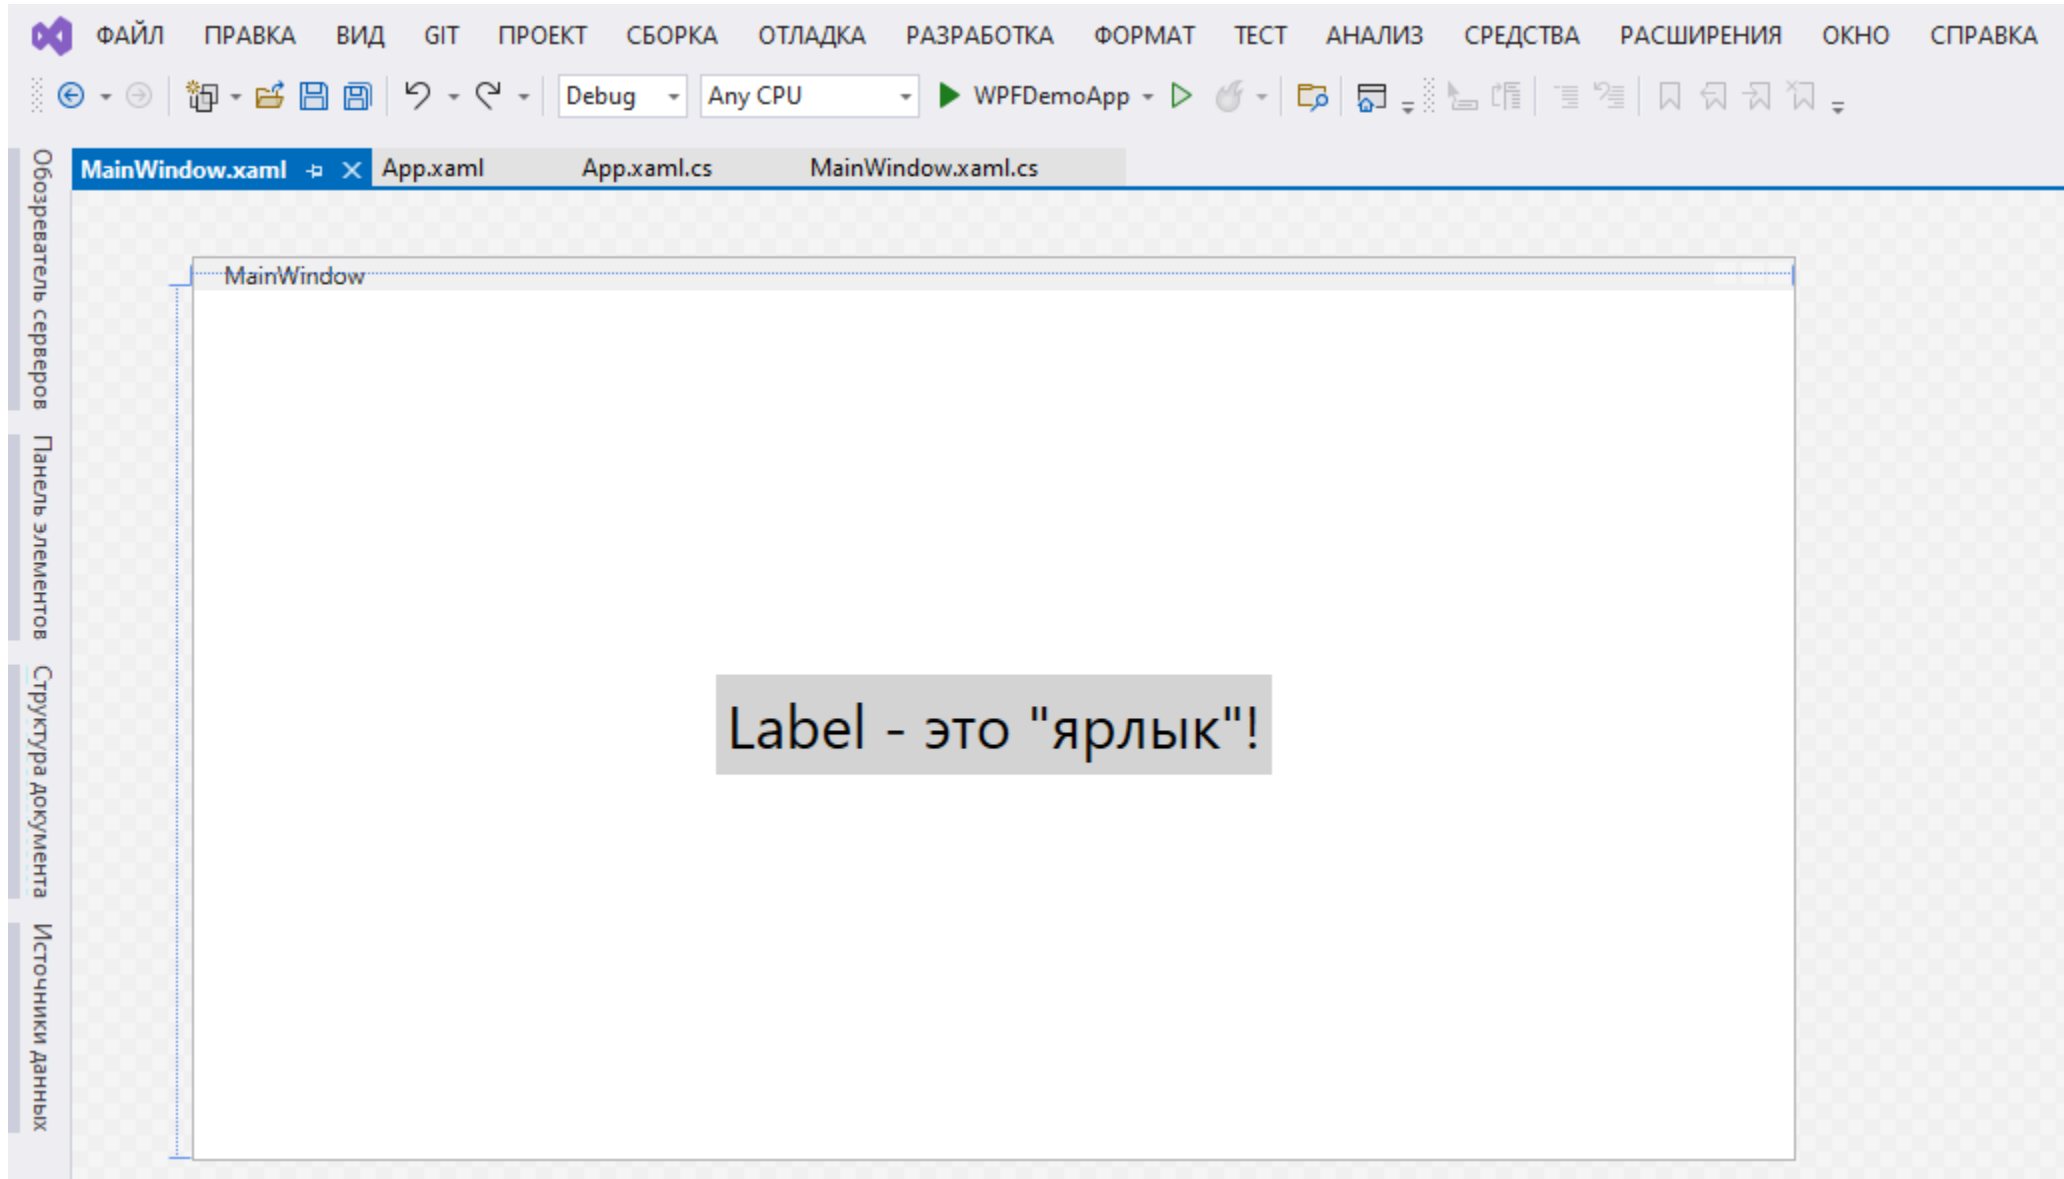 ФАЙЛ ПРАВКА ВИД GIT ПРОЕКТ СБОРКА ОТЛАДКА РАЗРАБОТКА ФОРМАТ ТЕСТ АНАЛИЗ СРЕДСТВА РАСШИРЕНИЯ ОКНО СПРАВКА
Debug Any CPU WPFDemoApp
MainWindow.xaml App.xaml App.xaml.cs MainWindow.xaml.cs
Обозреватель серверов
Панель элементов
Структура документа
Источники данных
MainWindow
Label - это "ярлык"!